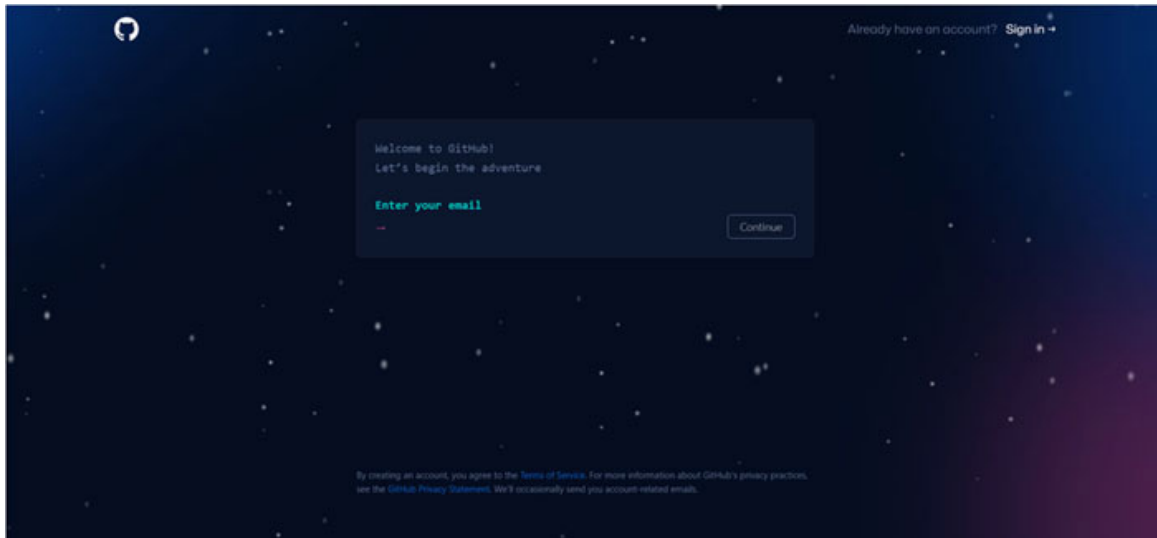 Already have an account? Sign in →
Welcome to GitHub!
Let's begin the adventure
Enter your email
→
Continue
By creating an account, you agree to the Terms of Service. For more information about GitHub's privacy practices,
see the GitHub Privacy Statement. We'll occasionally send you account-related emails.